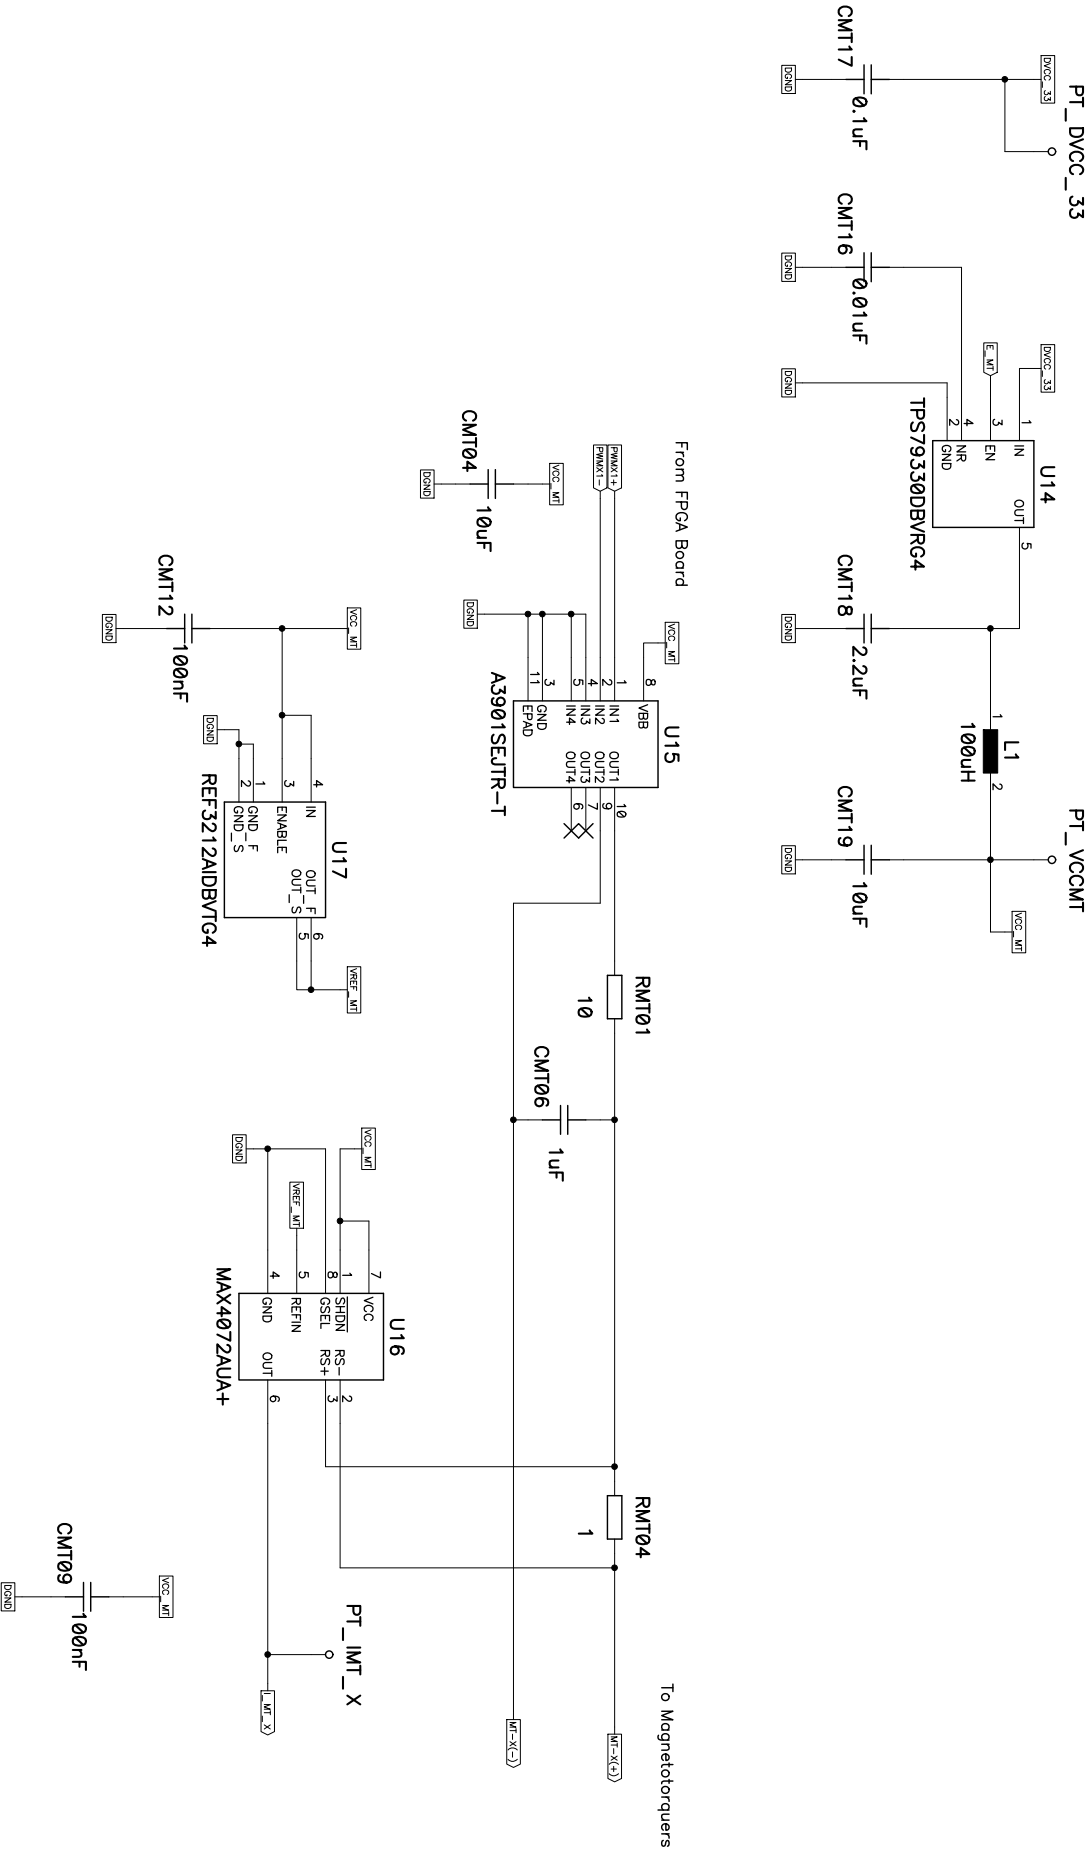 PT_DVCC_33
DVCC_33
CMT17
0.1uF
DGND
CMT16
0.01uF
DGND
DVCC_33
E_MT
DGND
U14
1
IN
3
EN
4
NR
2
GND
OUT
5
TPS79330DBVRG4
CMT18
2.2uF
DGND
1
L1
100uH
2
CMT19
10uF
DGND
PT_VCCMT
VCC_MT
From FPGA Board
PWMX1+
PWMX1-
VCC_MT
CMT04
10uF
DGND
DGND
VCC_MT
U15
8
VBB
1
IN1
2
IN2
4
IN3
5
IN4
3
GND
11
EPAD
OUT1
10
OUT2
9
OUT3
7
OUT4
6
A3901SEJTR-T
RMT01
10
CMT06
1uF
RMT04
1
To Magnetotorquers
MT-X(+)
MT-X(-)
VCC_MT
CMT12
100nF
DGND
DGND
U17
4
IN
3
ENABLE
1
GND_F
2
GND_S
OUT_F
6
OUT_S
5
REF3212AIDBVTG4
VREF_MT
VCC_MT
DGND
VREF_MT
U16
7
VCC
1
SHDN
8
GSEL
5
REFIN
4
GND
RS-
2
RS+
3
OUT
6
MAX4072AUA+
PT_IMT_X
I_MT_X
VCC_MT
CMT09
100nF
DGND